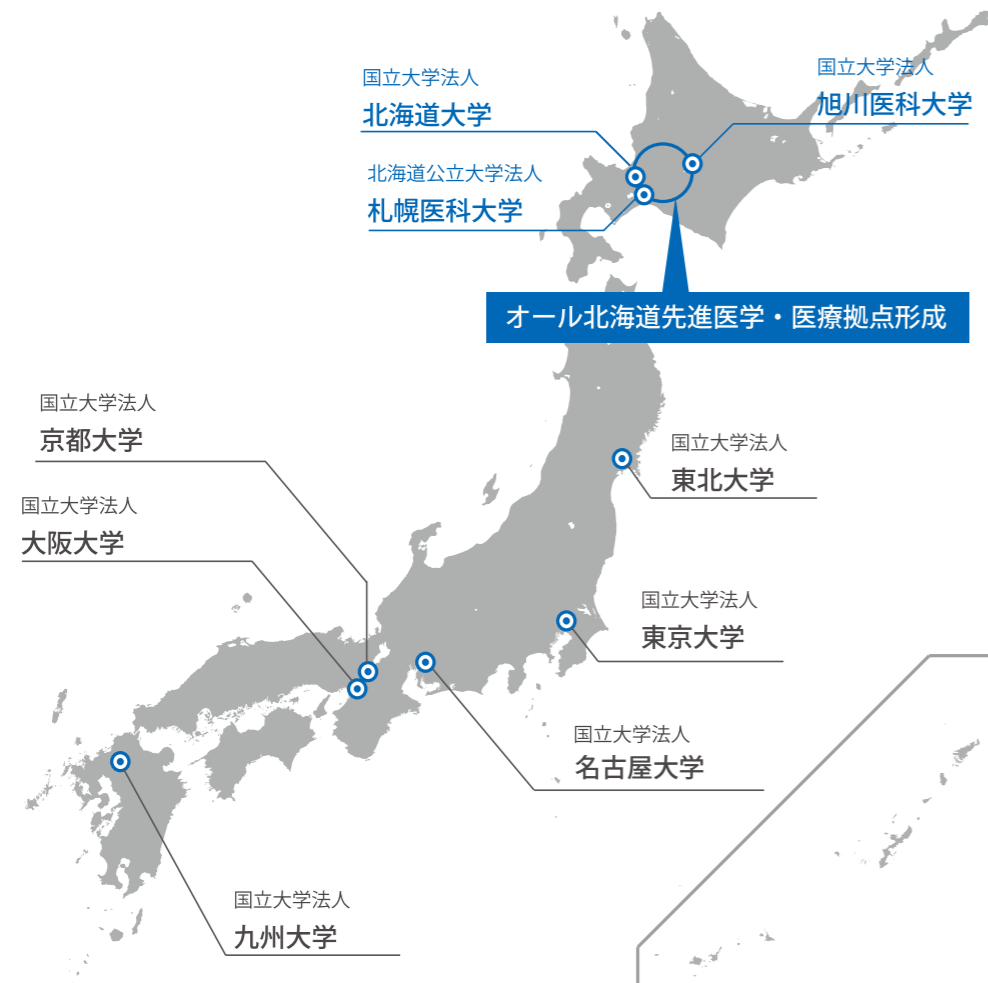 国立大学法人
北海道大学
国立大学法人
旭川医科大学
北海道公立大学法人
札幌医科大学
オール北海道先進医学・医療拠点形成
国立大学法人
京都大学
国立大学法人
東北大学
国立大学法人
大阪大学
国立大学法人
東京大学
国立大学法人
名古屋大学
国立大学法人
九州大学